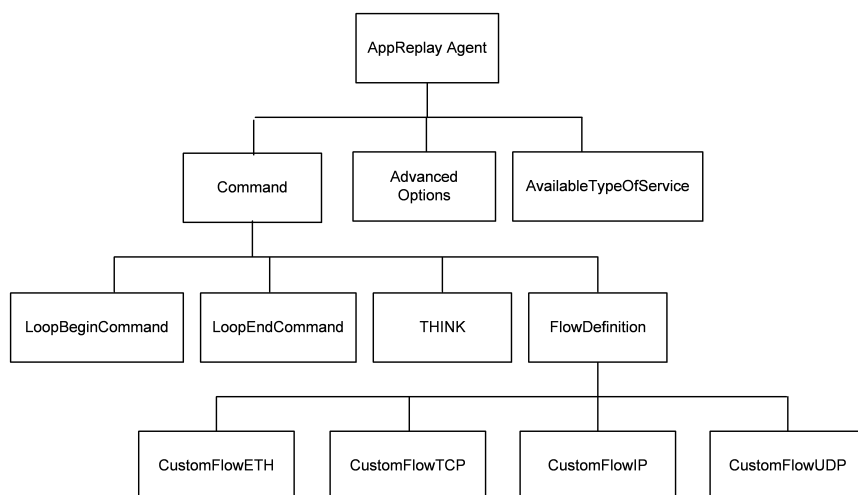 AppReplay Agent
Command
Advanced
Options
AvailableTypeOfService
LoopBeginCommand
LoopEndCommand
THINK
FlowDefinition
CustomFlowETH
CustomFlowTCP
CustomFlowIP
CustomFlowUDP